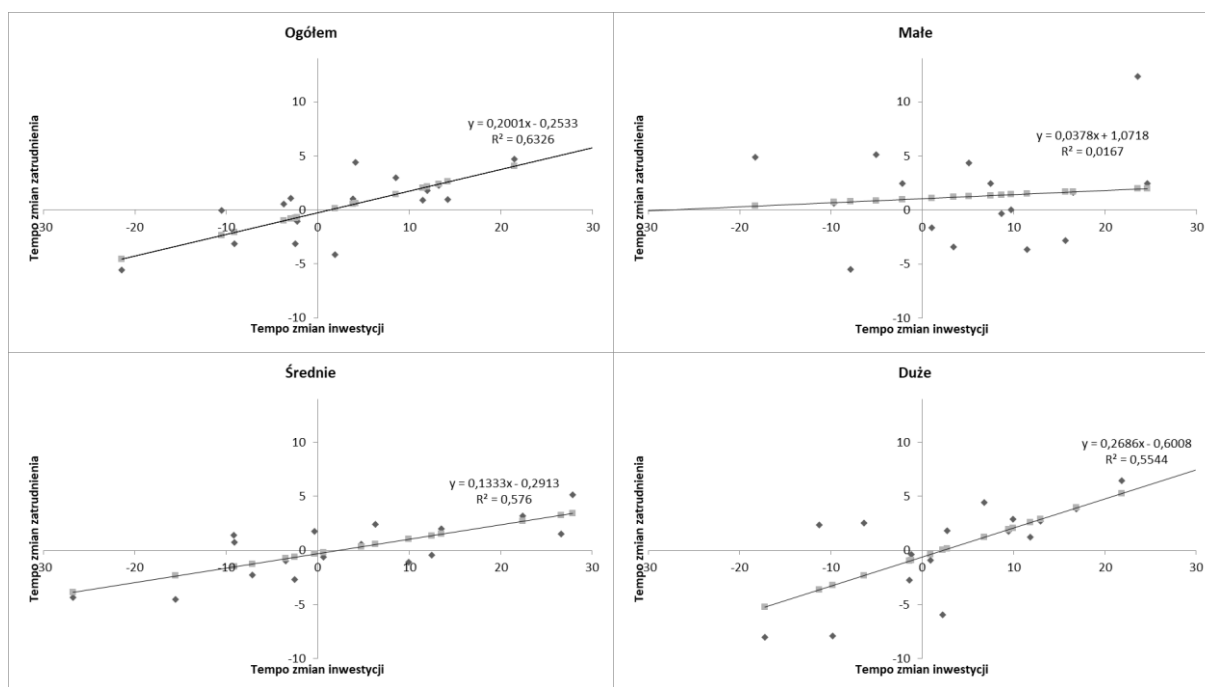 Ogółem
10
5
0
-5
-10
-30
-20
-10
0
10
20
30
y = 0,2001x - 0,2533
R² = 0,6326
Tempo zmian zatrudnienia
Tempo zmian inwestycji
Małe
10
5
0
-5
-10
-30
-20
-10
0
10
20
30
y = 0,0378x + 1,0718
R² = 0,0167
Tempo zmian zatrudnienia
Tempo zmian inwestycji
Średnie
10
5
0
-5
-10
-30
-20
-10
0
10
20
30
y = 0,1333x - 0,2913
R² = 0,576
Tempo zmian zatrudnienia
Tempo zmian inwestycji
Duże
10
5
0
-5
-10
-30
-20
-10
0
10
20
30
y = 0,2686x - 0,6008
R² = 0,5544
Tempo zmian zatrudnienia
Tempo zmian inwestycji